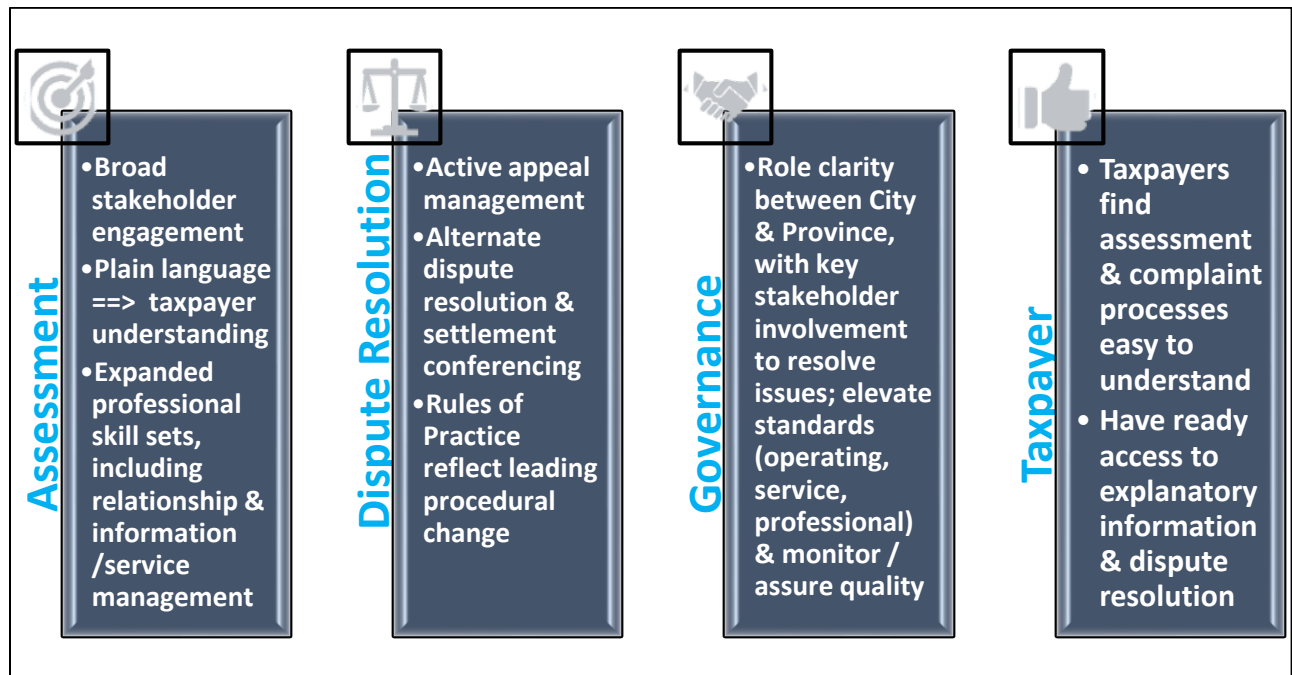 Assessment
•Broad
stakeholder
engagement
•Plain language
==> taxpayer
understanding
•Expanded
professional
skill sets,
including
relationship &
information
/service
management
Dispute Resolution
•Active appeal
management
•Alternate
dispute
resolution &
settlement
conferencing
•Rules of
Practice
reflect leading
procedural
change
Governance
•Role clarity
between City
& Province,
with key
stakeholder
involvement
to resolve
issues; elevate
standards
(operating,
service,
professional)
& monitor /
assure quality
Taxpayer
• Taxpayers
find
assessment
& complaint
processes
easy to
understand
• Have ready
access to
explanatory
information
& dispute
resolution